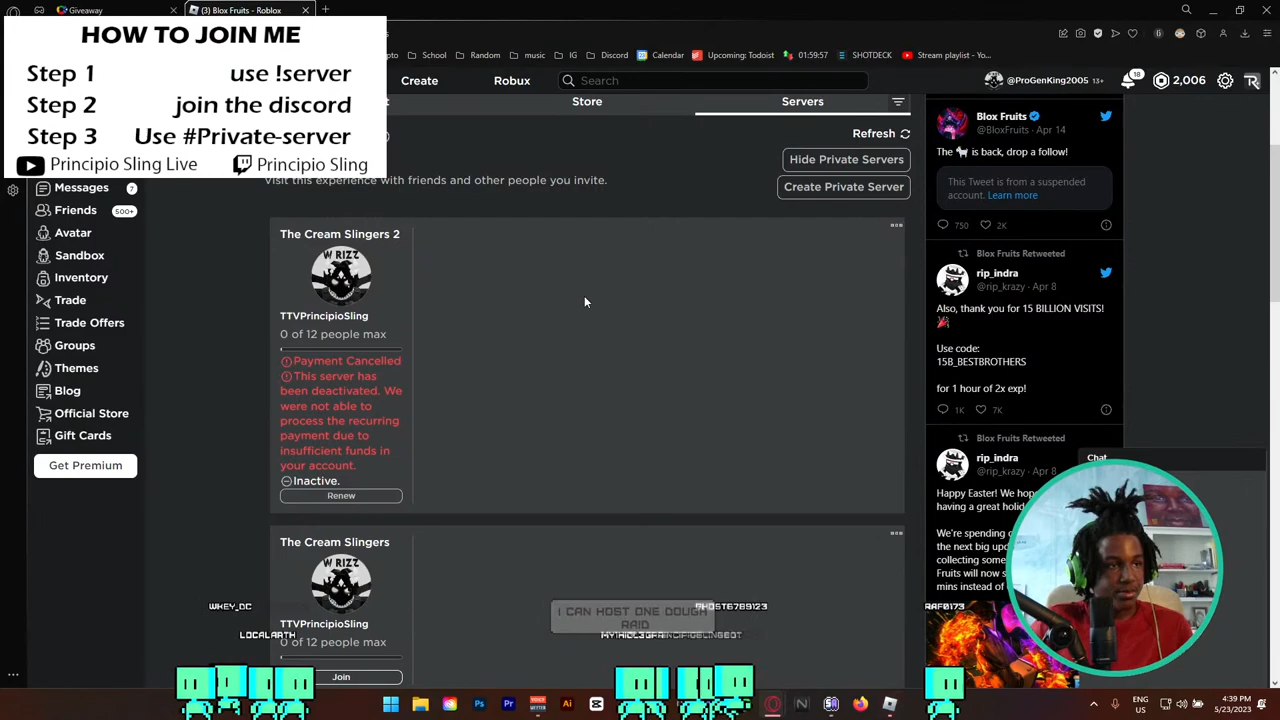 Giveaway
Blox Fruits - Roblox
HOW TO JOIN ME
Step 1 use !server
Step 2 join the discord
Step 3 Use #Private-server
Principio Sling Live Principio Sling
School
Random
music
Discord
Calendar
Upcoming: Todoist
01:59:57
SHOTDECK
Stream playlist - Yo...
Create
Robux
Search
@ProGenKing2005 13+
18
2,006
Store
Servers
Refresh
Hide Private Servers
Visit this experience with friends and other people you invite.
Create Private Server
Messages 7
Friends 500+
Avatar
Sandbox
Inventory
Trade
Trade Offers
Groups
Themes
Blog
Official Store
Gift Cards
Get Premium
The Cream Slingers 2
W RIZZ
TTVPrincipioSling
0 of 12 people max
Payment Cancelled
This server has
been deactivated. We
were not able to
process the recurring
payment due to
insufficient funds in
your account.
Inactive.
Renew
The Cream Slingers
W RIZZ
TTVPrincipioSling
0 of 12 people max
Join
Blox Fruits
@BloxFruits · Apr 14
The 🐐 is back, drop a follow!
This Tweet is from a suspended
account. Learn more
750 2K
Blox Fruits Retweeted
rip_indra
@rip_krazy · Apr 8
Also, thank you for 15 BILLION VISITS!
🎉
Use code:
15B_BESTBROTHERS
for 1 hour of 2x exp!
1K 7K
Blox Fruits Retweeted
rip_indra
@rip_krazy · Apr 8
Chat
Happy Easter! We hop
having a great holid
We're spending
the next big upd
collecting some
Fruits will now s
mins instead of
WKEY_DC
LOCALARTH
I CAN HOST ONE DOUGH
RAID
RAF0173
ENG
US
4:39 PM
5/23/2023